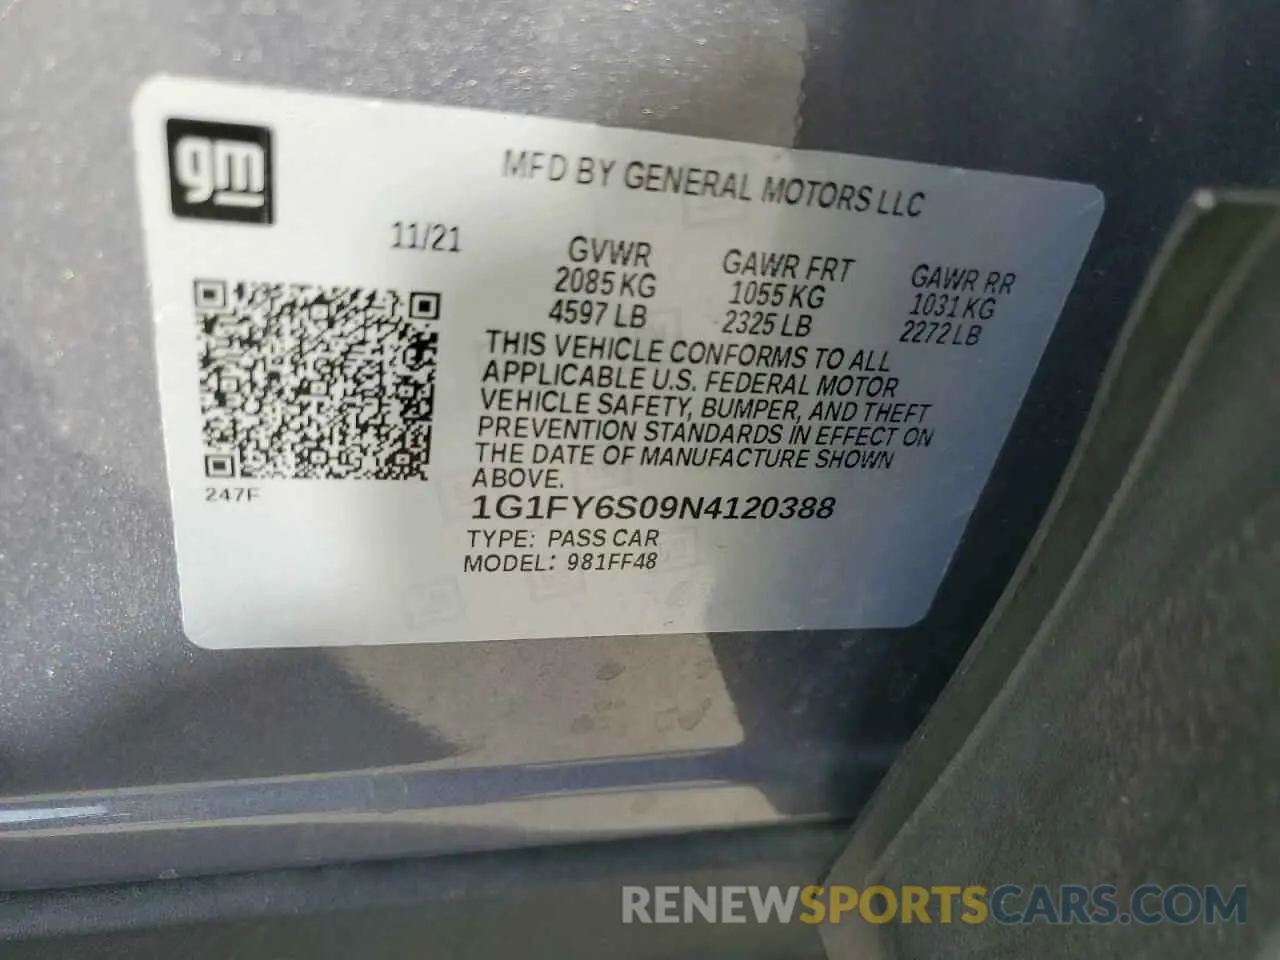 gm
MFD BY GENERAL MOTORS LLC
11/21
GVWR GAWR FRT GAWR RR
2085 KG 1055 KG 1031 KG
4597 LB 2325 LB 2272 LB
THIS VEHICLE CONFORMS TO ALL
APPLICABLE U.S. FEDERAL MOTOR
VEHICLE SAFETY, BUMPER, AND THEFT
PREVENTION STANDARDS IN EFFECT ON
THE DATE OF MANUFACTURE SHOWN
ABOVE.
247F
1G1FY6S09N4120388
TYPE: PASS CAR
MODEL: 981FF48
RENEWSPORTSCARS.COM